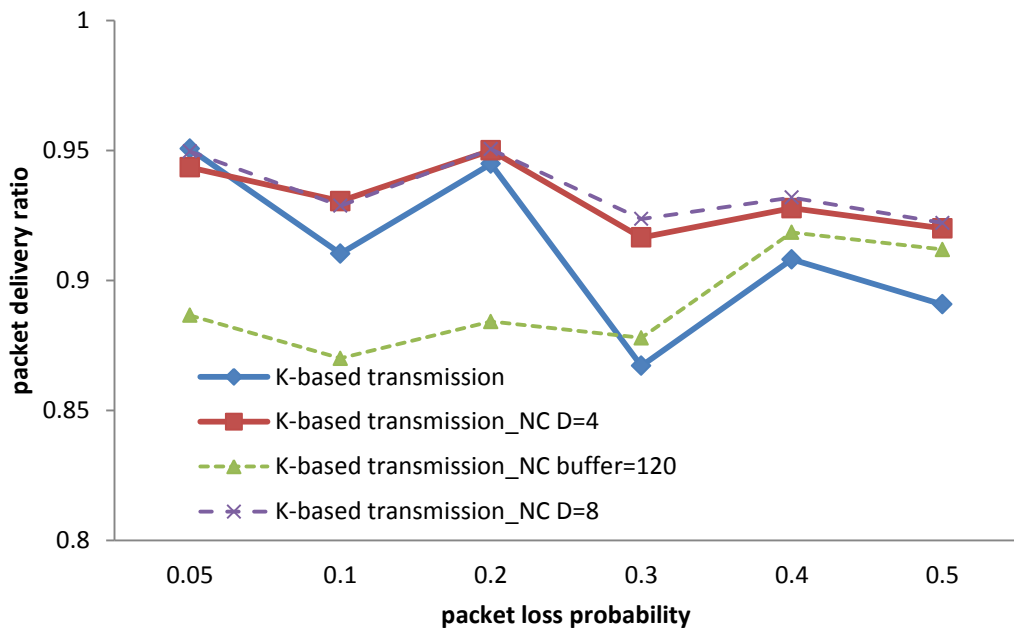 1
0.95
0.9
0.85
0.8
packet delivery ratio
K-based transmission
K-based transmission_NC D=4
K-based transmission_NC buffer=120
K-based transmission_NC D=8
0.05 0.1 0.2 0.3 0.4 0.5
packet loss probability